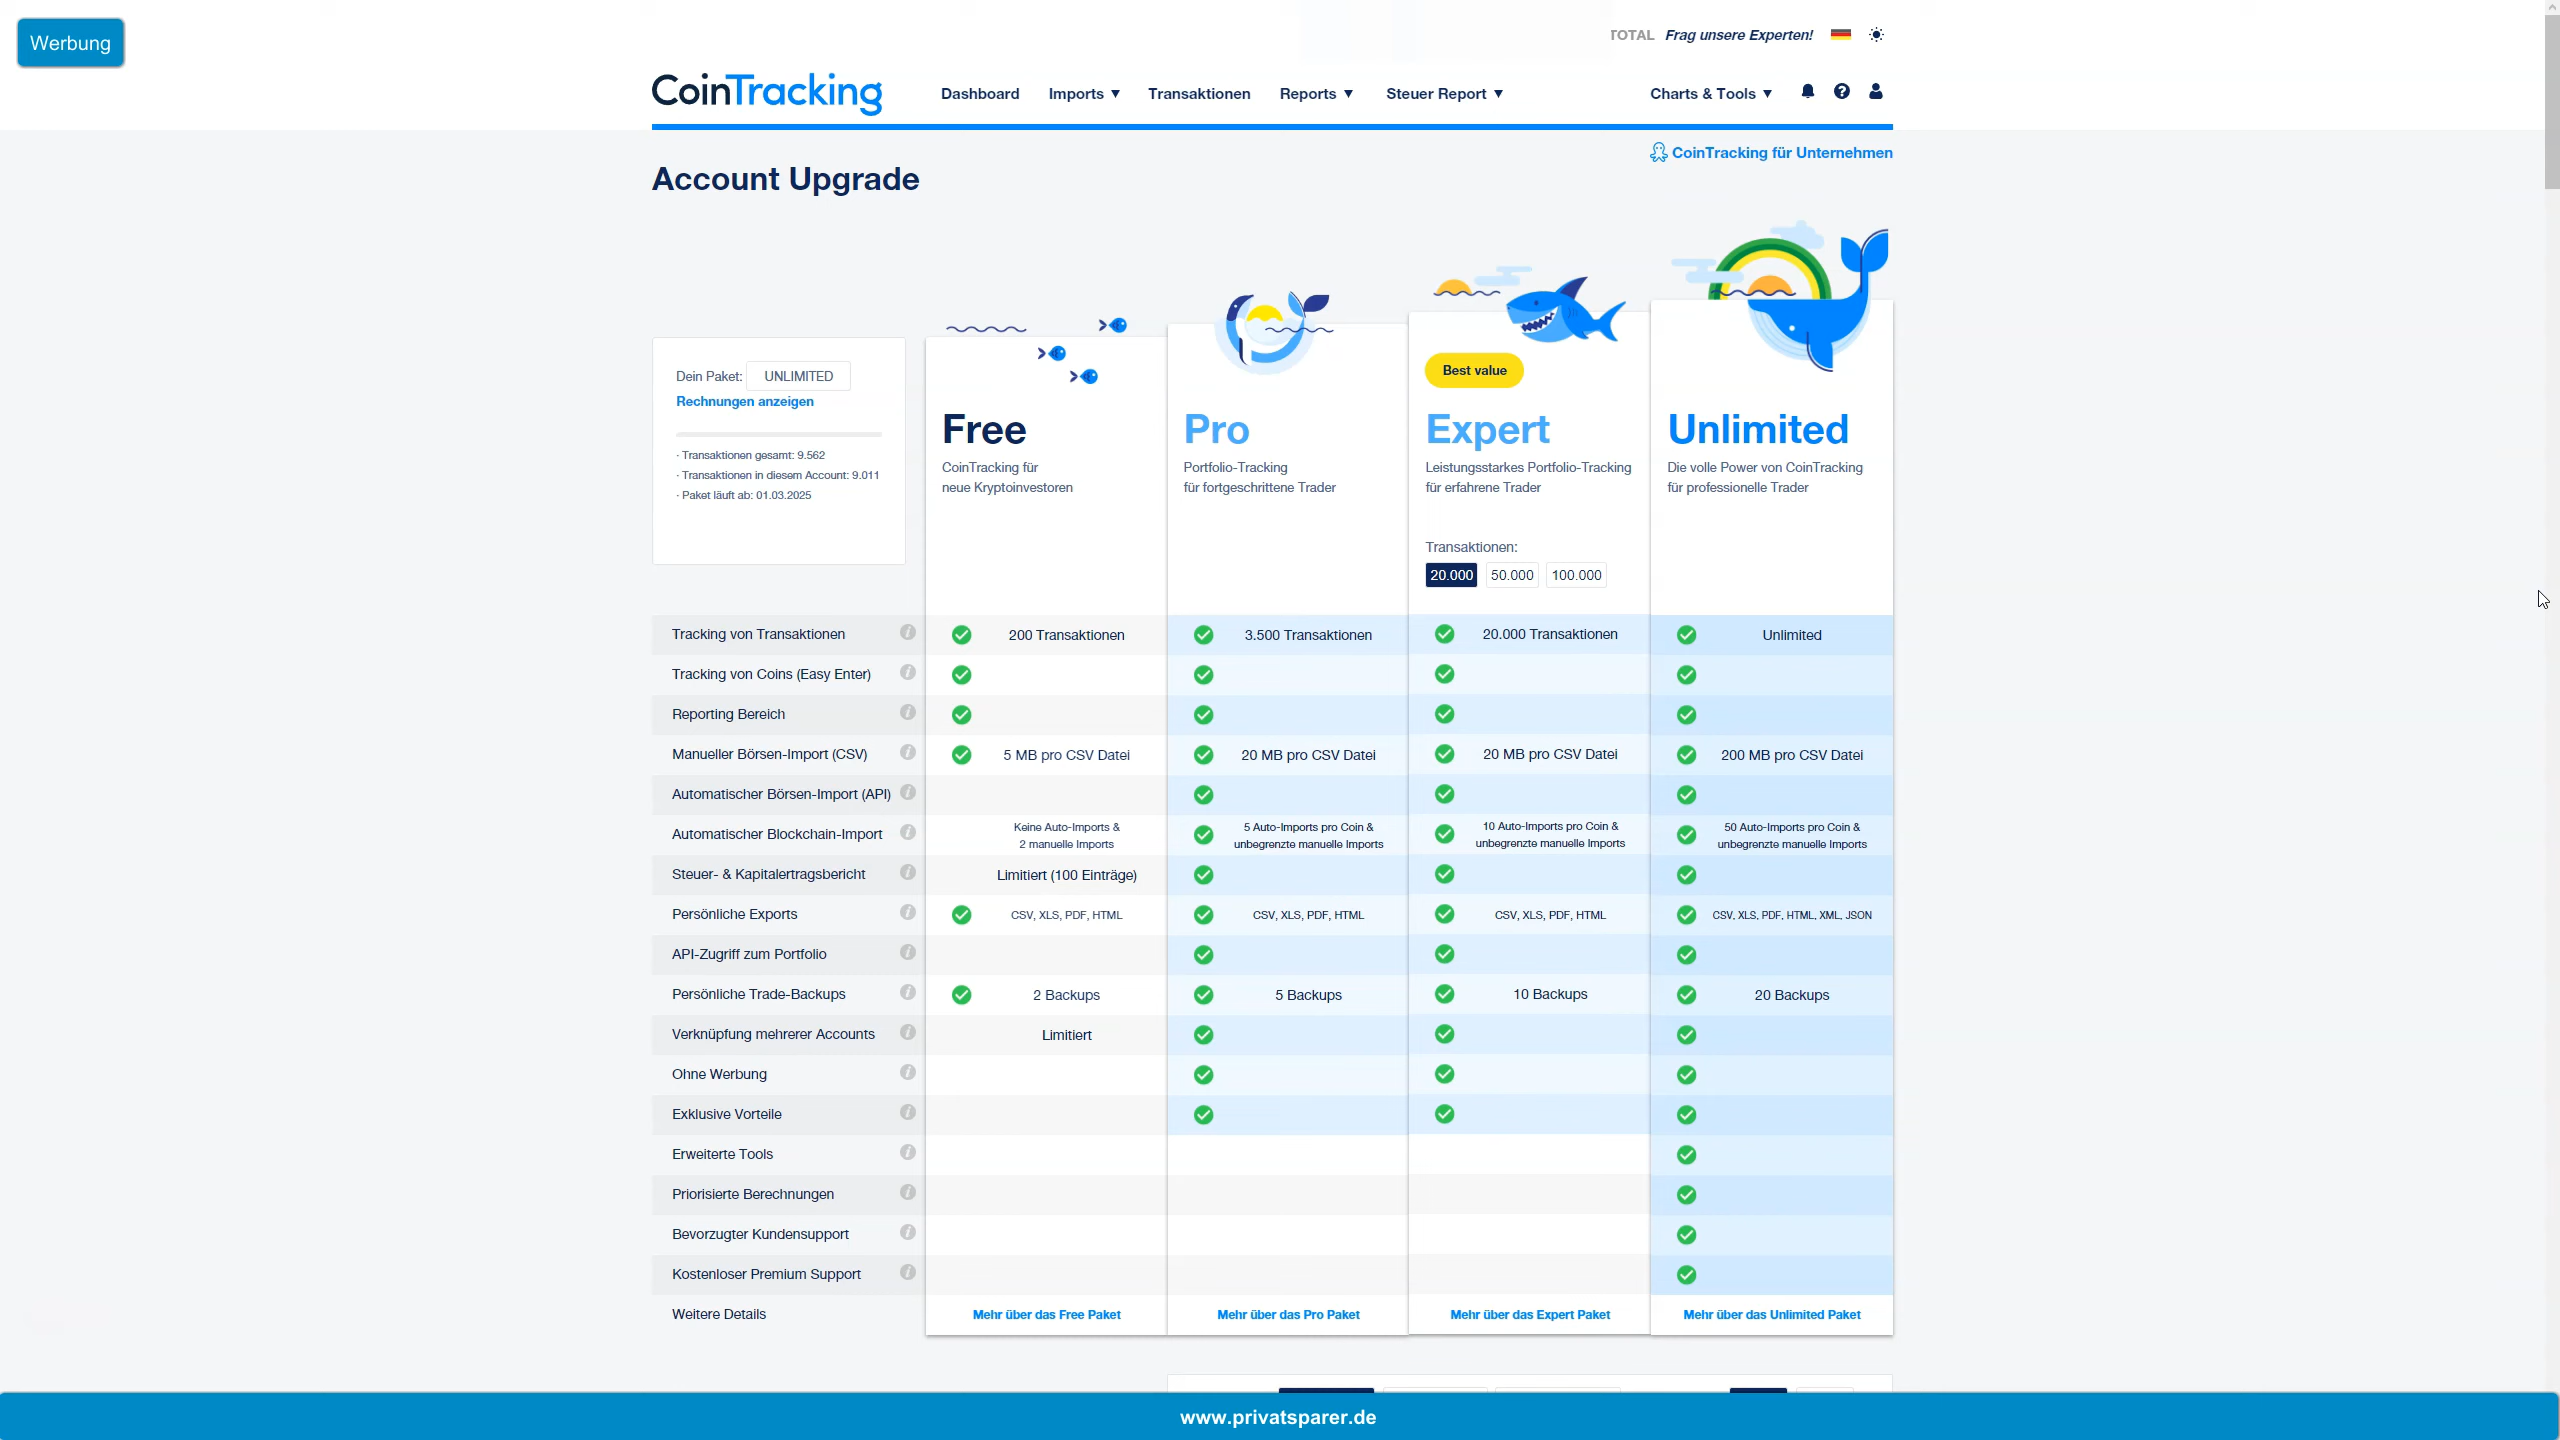 Werbung
TOTAL Frag unsere Experten!
CoinTracking
Dashboard Imports Transaktionen Reports Steuer Report Charts & Tools
CoinTracking für Unternehmen
Account Upgrade
Dein Paket: UNLIMITED
Rechnungen anzeigen
· Transaktionen gesamt: 9.562
· Transaktionen in diesem Account: 9.011
· Paket läuft ab: 01.03.2025
Free
CoinTracking für
neue Kryptoinvestoren
Pro
Portfolio-Tracking
für fortgeschrittene Trader
Best value
Expert
Leistungsstarkes Portfolio-Tracking
für erfahrene Trader
Transaktionen:
20.000 50.000 100.000
Unlimited
Die volle Power von CoinTracking
für professionelle Trader
Tracking von Transaktionen 200 Transaktionen 3.500 Transaktionen 20.000 Transaktionen Unlimited
Tracking von Coins (Easy Enter)
Reporting Bereich
Manueller Börsen-Import (CSV) 5 MB pro CSV Datei 20 MB pro CSV Datei 20 MB pro CSV Datei 200 MB pro CSV Datei
Automatischer Börsen-Import (API)
Automatischer Blockchain-Import
Keine Auto-Imports &
2 manuelle Imports
5 Auto-Imports pro Coin &
unbegrenzte manuelle Imports
10 Auto-Imports pro Coin &
unbegrenzte manuelle Imports
50 Auto-Imports pro Coin &
unbegrenzte manuelle Imports
Steuer- & Kapitalertragsbericht Limitiert (100 Einträge)
Persönliche Exports CSV, XLS, PDF, HTML CSV, XLS, PDF, HTML CSV, XLS, PDF, HTML CSV, XLS, PDF, HTML, XML, JSON
API-Zugriff zum Portfolio
Persönliche Trade-Backups 2 Backups 5 Backups 10 Backups 20 Backups
Verknüpfung mehrerer Accounts Limitiert
Ohne Werbung
Exklusive Vorteile
Erweiterte Tools
Priorisierte Berechnungen
Bevorzugter Kundensupport
Kostenloser Premium Support
Weitere Details Mehr über das Free Paket Mehr über das Pro Paket Mehr über das Expert Paket Mehr über das Unlimited Paket
www.privatsparer.de